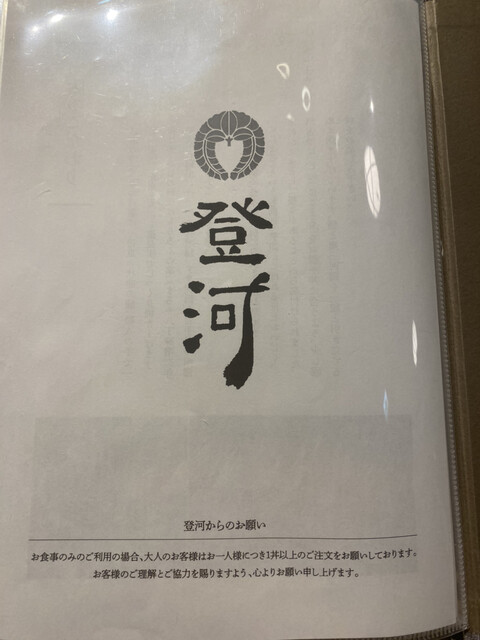 登河
登河からのお願い
お食事のみのご利用の場合、大人のお客様はお一人様につき1丼以上のご注文をお願いしております。
お客様のご理解とご協力を賜りますよう、心よりお願い申し上げます。